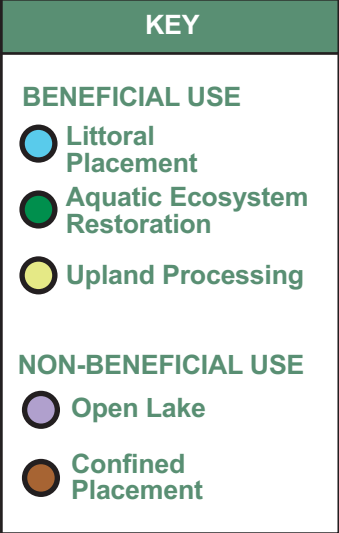 KEY
BENEFICIAL USE
Littoral
Placement
Aquatic Ecosystem
Restoration
Upland Processing
NON-BENEFICIAL USE
Open Lake
Confined
Placement